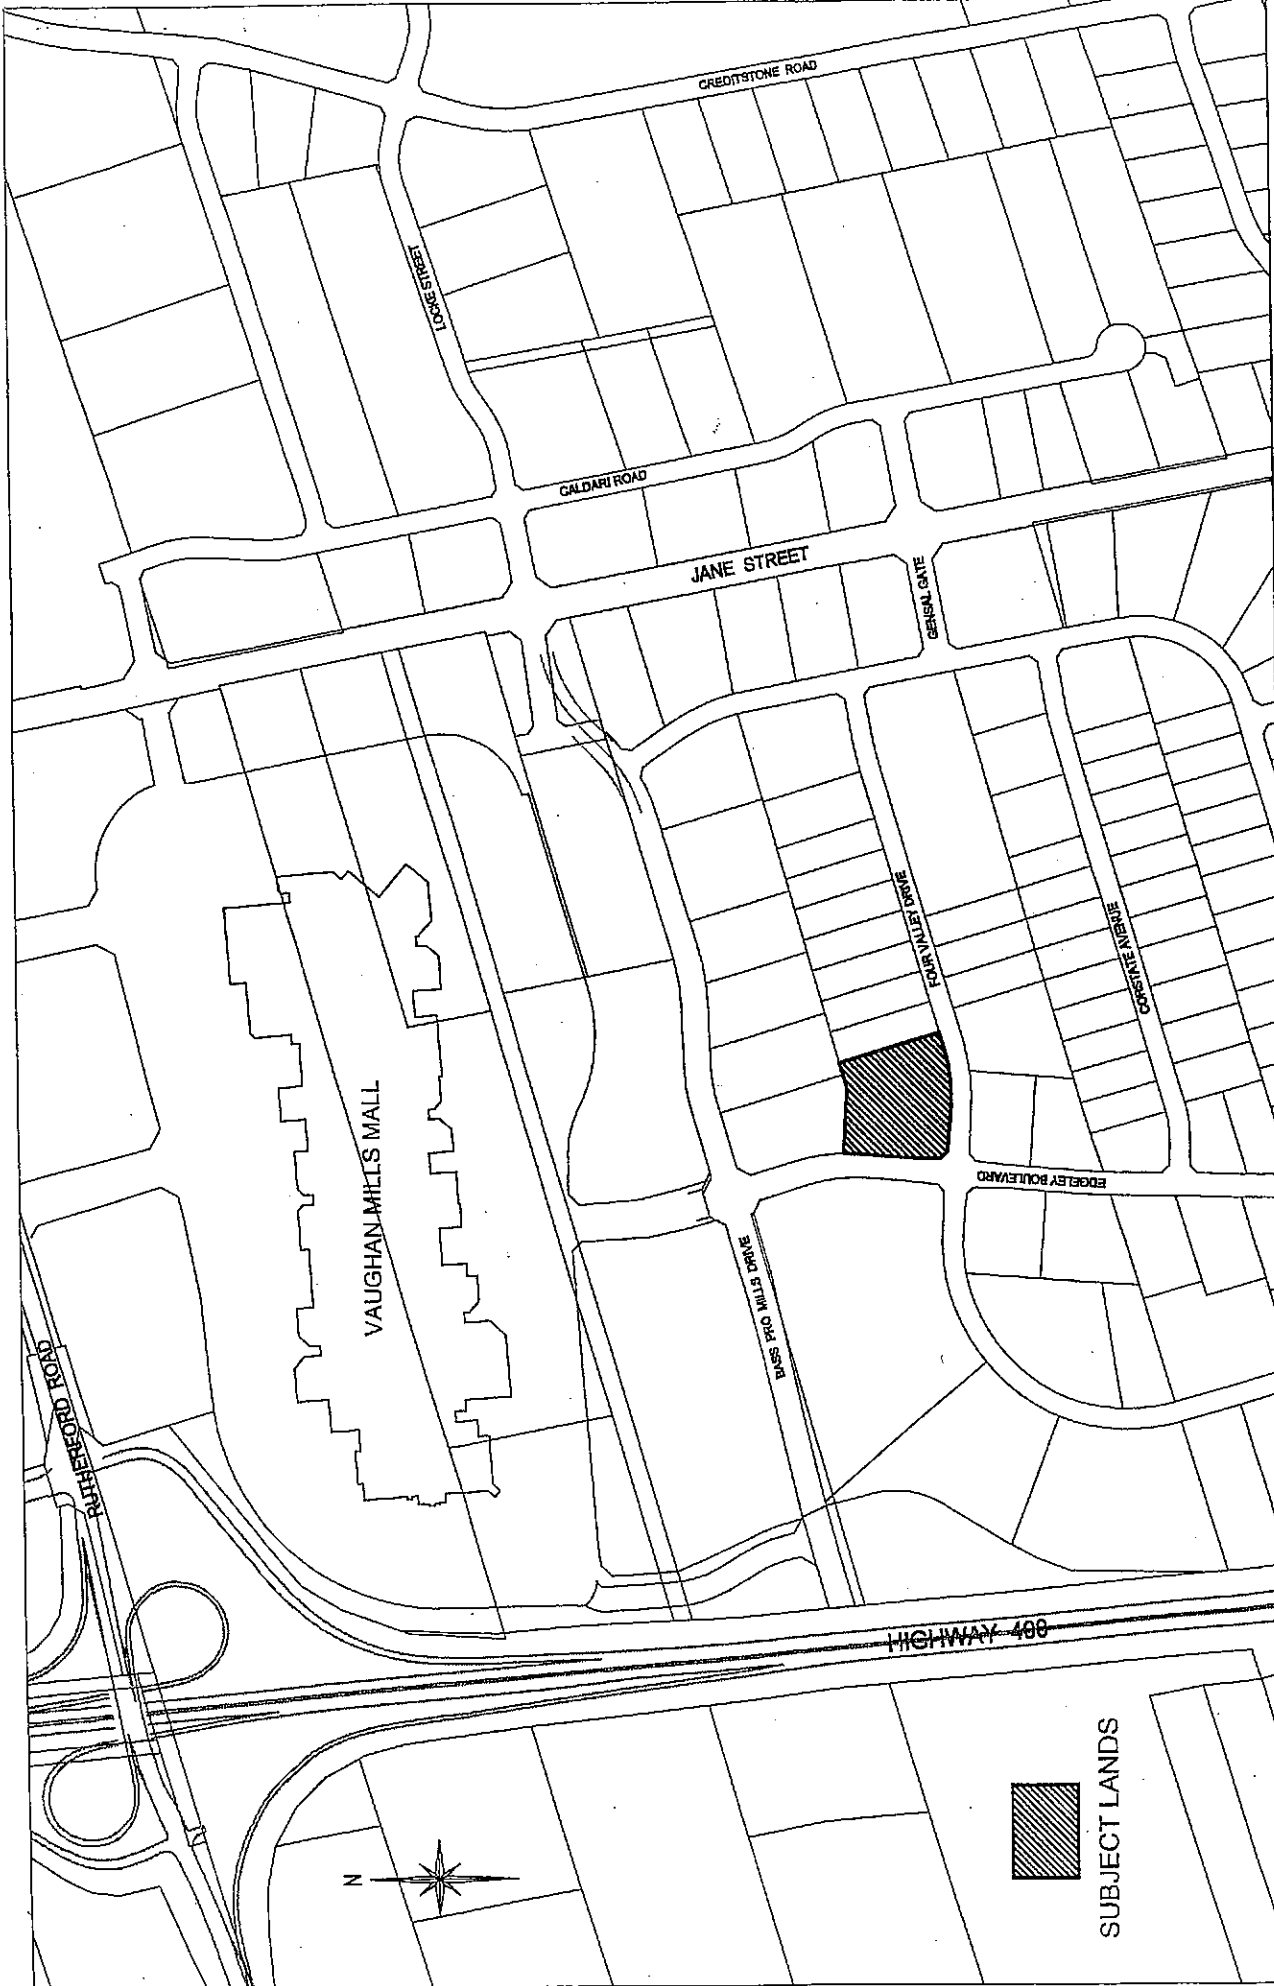 RUTHERFORD ROAD
VAUGHAN MILLS MALL
CREDITSTONE ROAD
LOCKE STREET
CALDARI ROAD
JANE STREET
GENSAL GATE
FOUR VALLEY DRIVE
CORSTATE AVENUE
EDGELEY BOULEVARD
BASS PRO MILLS DRIVE
HIGHWAY 400
N
SUBJECT LANDS